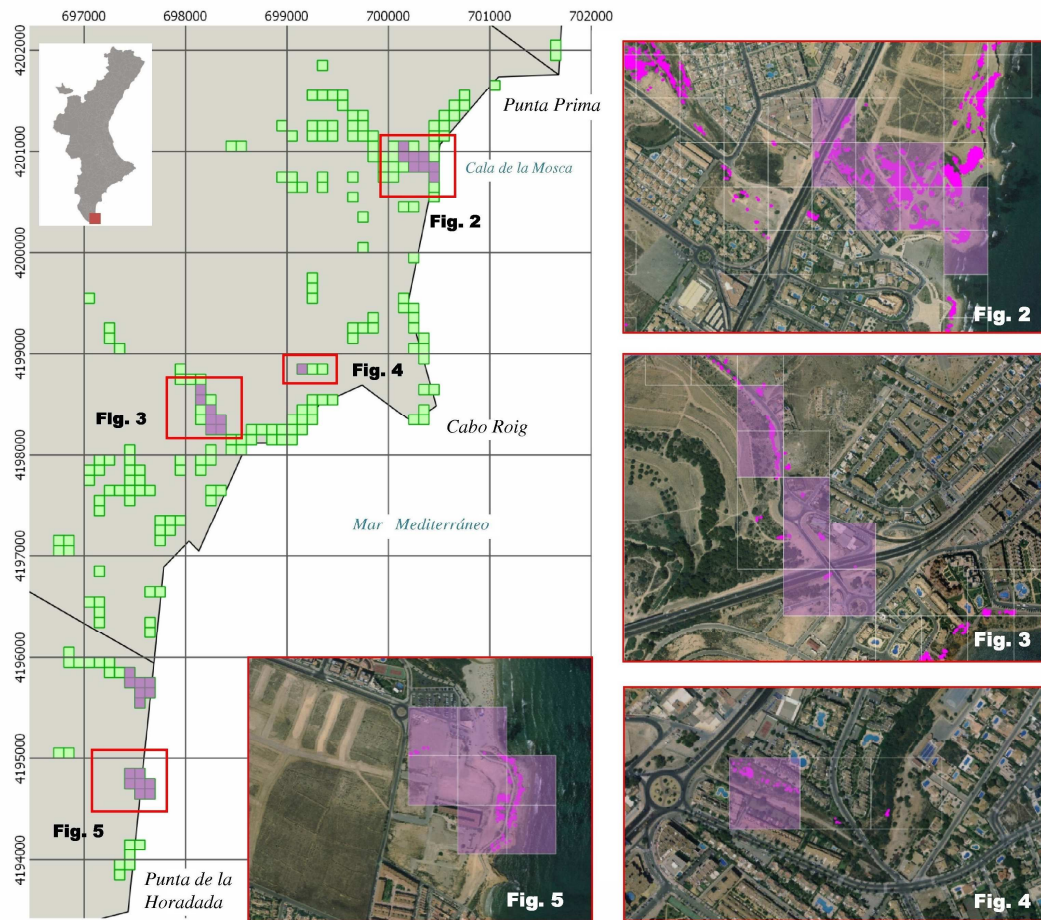 697000 698000 699000 700000 701000 702000
4202000
4201000
4200000
4199000
4198000
4197000
4196000
4195000
4194000
Punta Prima
Cala de la Mosca
Fig. 2
Fig. 4
Fig. 3
Cabo Roig
Mar Mediterráneo
Fig. 5
Punta de la
Horadada
Fig. 5
Fig. 2
Fig. 3
Fig. 4